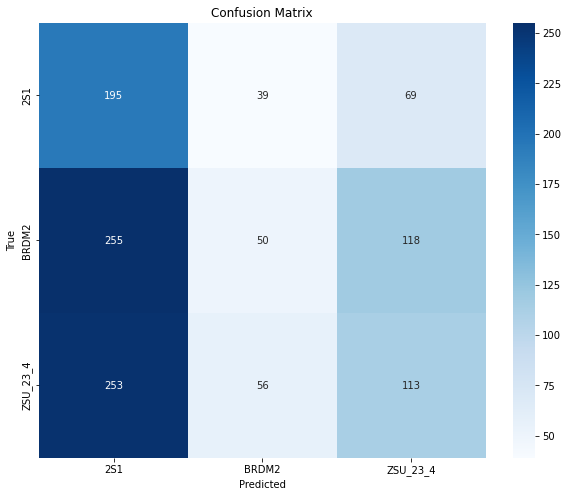 Confusion Matrix
True
2S1
BRDM2
ZSU_23_4
195 39 69
255 50 118
253 56 113
2S1 BRDM2 ZSU_23_4
Predicted
250
225
200
175
150
125
100
75
50